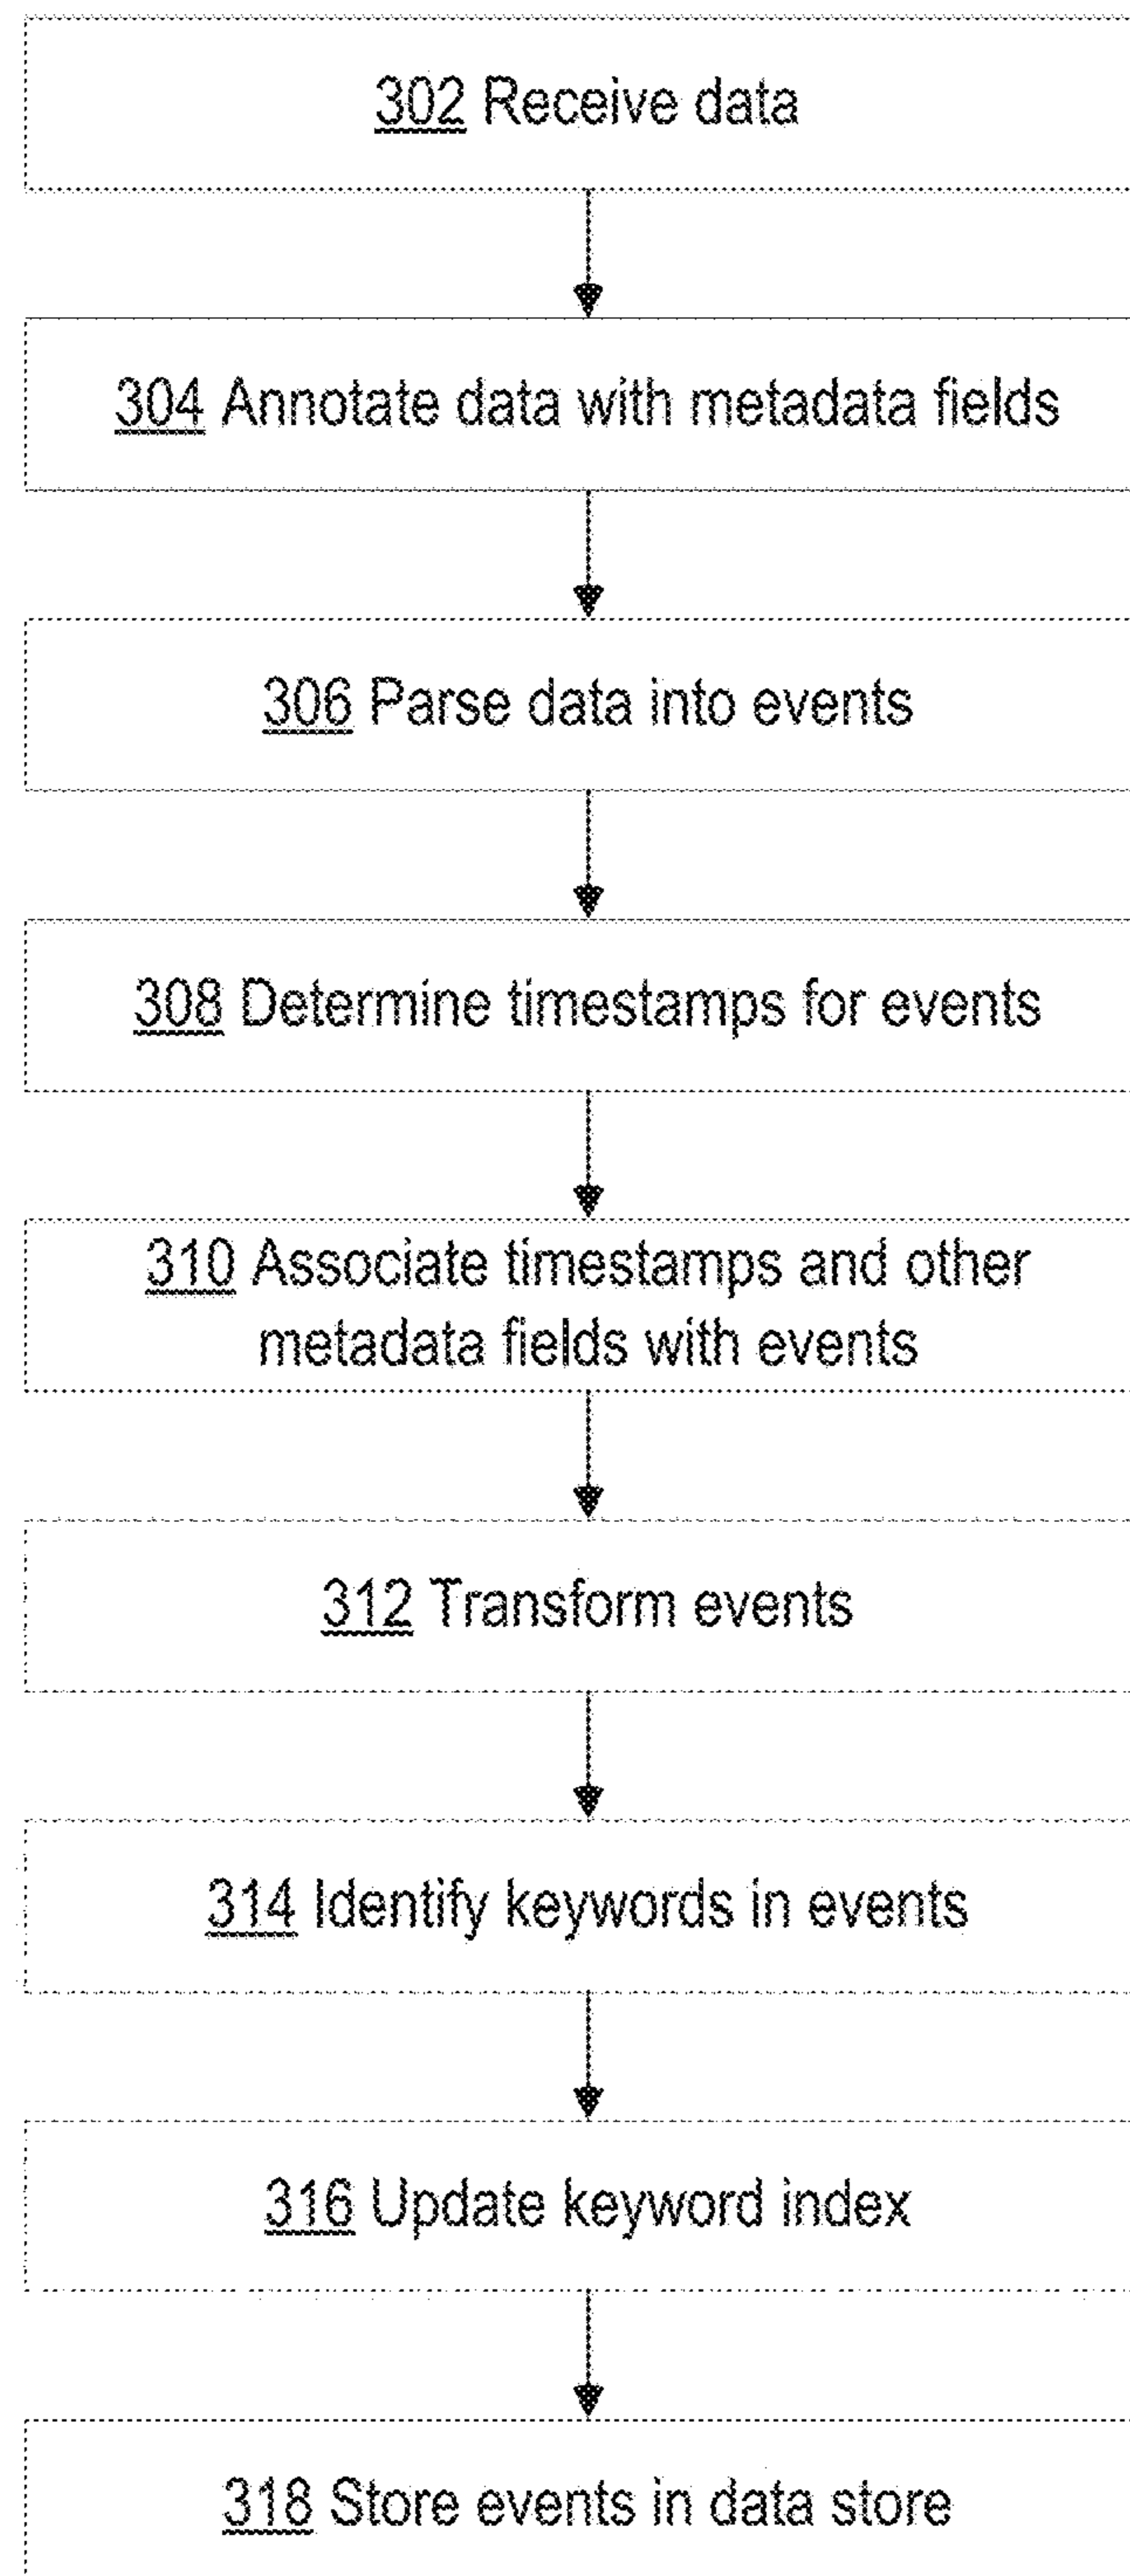 302 Receive data
304 Annotate data with metadata fields
306 Parse data into events
308 Determine timestamps for events
310 Associate timestamps and other
metadata fields with events
312 Transform events
314 Identify keywords in events
316 Update keyword index
318 Store events in data store